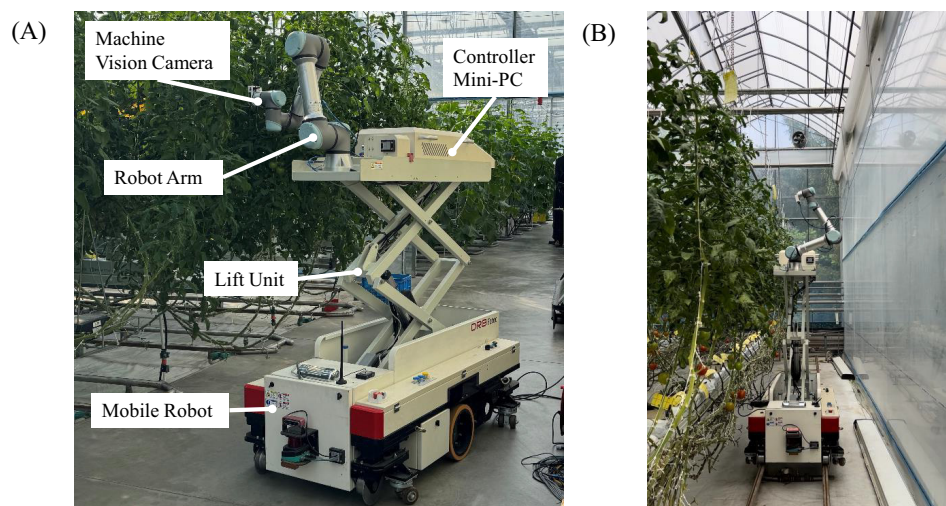 (A)
Machine
Vision Camera
Controller
Mini-PC
Robot Arm
Lift Unit
Mobile Robot
(B)